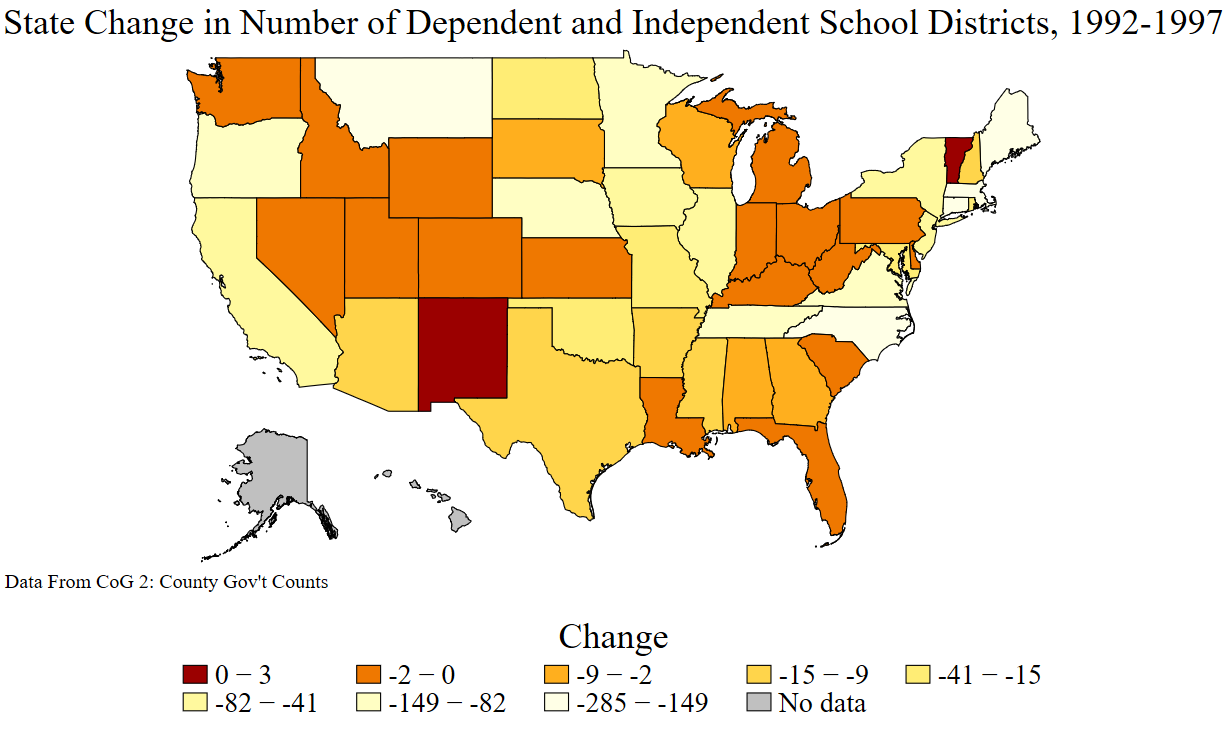 State Change in Number of Dependent and Independent School Districts, 1992-1997
Data From CoG 2: County Gov't Counts
Change
0 − 3 -2 − 0 -9 − -2 -15 − -9 -41 − -15
-82 − -41 -149 − -82 -285 − -149 No data